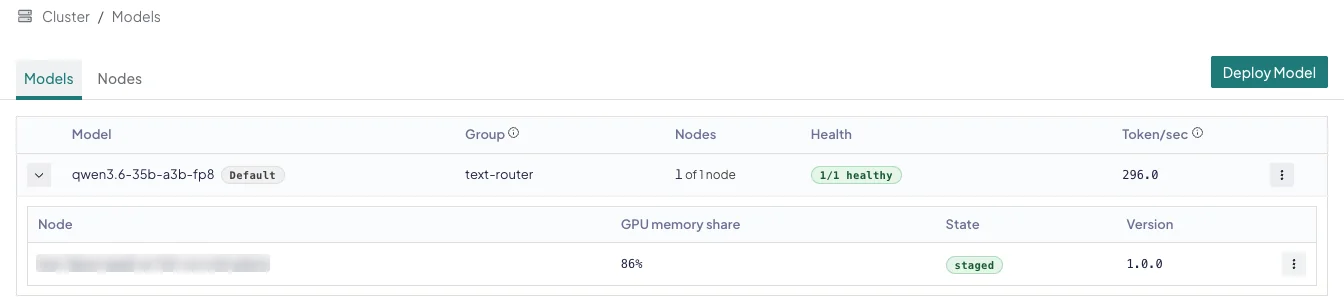 Cluster / Models
Models Nodes Deploy Model
Model Group Nodes Health Token/sec
qwen3.6-35b-a3b-fp8 Default text-router 1 of 1 node 1/1 healthy 296.0
Node GPU memory share State Version
86% staged 1.0.0